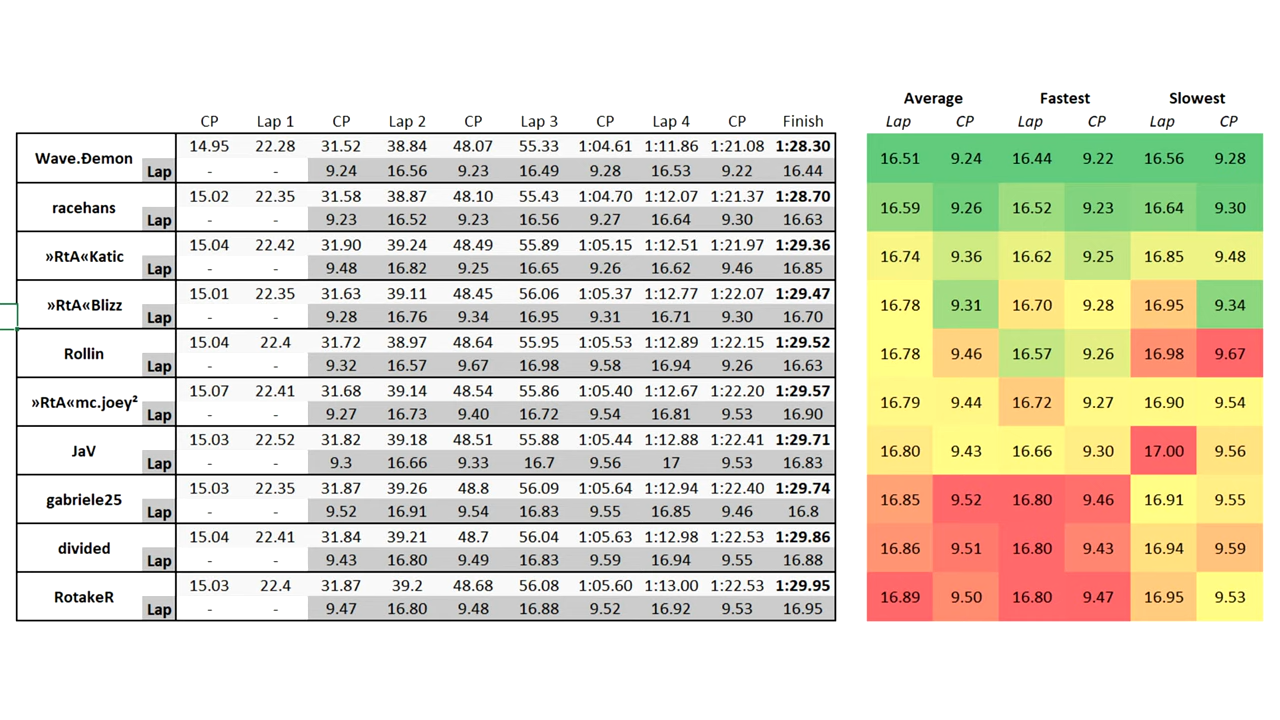 Average Fastest Slowest
CP Lap 1 CP Lap 2 CP Lap 3 CP Lap 4 CP Finish Lap CP Lap CP Lap CP
Wave.Đemon 14.95 22.28 31.52 38.84 48.07 55.33 1:04.61 1:11.86 1:21.08 1:28.30 16.51 9.24 16.44 9.22 16.56 9.28
Lap - - 9.24 16.56 9.23 16.49 9.28 16.53 9.22 16.44
racehans 15.02 22.35 31.58 38.87 48.10 55.43 1:04.70 1:12.07 1:21.37 1:28.70 16.59 9.26 16.52 9.23 16.64 9.30
Lap - - 9.23 16.52 9.23 16.56 9.27 16.64 9.30 16.63
»RtA«Katic 15.04 22.42 31.90 39.24 48.49 55.89 1:05.15 1:12.51 1:21.97 1:29.36 16.74 9.36 16.62 9.25 16.85 9.48
Lap - - 9.48 16.82 9.25 16.65 9.26 16.62 9.46 16.85
»RtA«Blizz 15.01 22.35 31.63 39.11 48.45 56.06 1:05.37 1:12.77 1:22.07 1:29.47 16.78 9.31 16.70 9.28 16.95 9.34
Lap - - 9.28 16.76 9.34 16.95 9.31 16.71 9.30 16.70
Rollin 15.04 22.4 31.72 38.97 48.64 55.95 1:05.53 1:12.89 1:22.15 1:29.52 16.78 9.46 16.57 9.26 16.98 9.67
Lap - - 9.32 16.57 9.67 16.98 9.58 16.94 9.26 16.63
»RtA«mc.joey² 15.07 22.41 31.68 39.14 48.54 55.86 1:05.40 1:12.67 1:22.20 1:29.57 16.79 9.44 16.72 9.27 16.90 9.54
Lap - - 9.27 16.73 9.40 16.72 9.54 16.81 9.53 16.90
JaV 15.03 22.52 31.82 39.18 48.51 55.88 1:05.44 1:12.88 1:22.41 1:29.71 16.80 9.43 16.66 9.30 17.00 9.56
Lap - - 9.3 16.66 9.33 16.7 9.56 17 9.53 16.83
gabriele25 15.03 22.35 31.87 39.26 48.8 56.09 1:05.64 1:12.94 1:22.40 1:29.74 16.85 9.52 16.80 9.46 16.91 9.55
Lap - - 9.52 16.91 9.54 16.83 9.55 16.85 9.46 16.8
divided 15.04 22.41 31.84 39.21 48.7 56.04 1:05.63 1:12.98 1:22.53 1:29.86 16.86 9.51 16.80 9.43 16.94 9.59
Lap - - 9.43 16.80 9.49 16.83 9.59 16.94 9.55 16.88
RotakeR 15.03 22.4 31.87 39.2 48.68 56.08 1:05.60 1:13.00 1:22.53 1:29.95 16.89 9.50 16.80 9.47 16.95 9.53
Lap - - 9.47 16.80 9.48 16.88 9.52 16.92 9.53 16.95